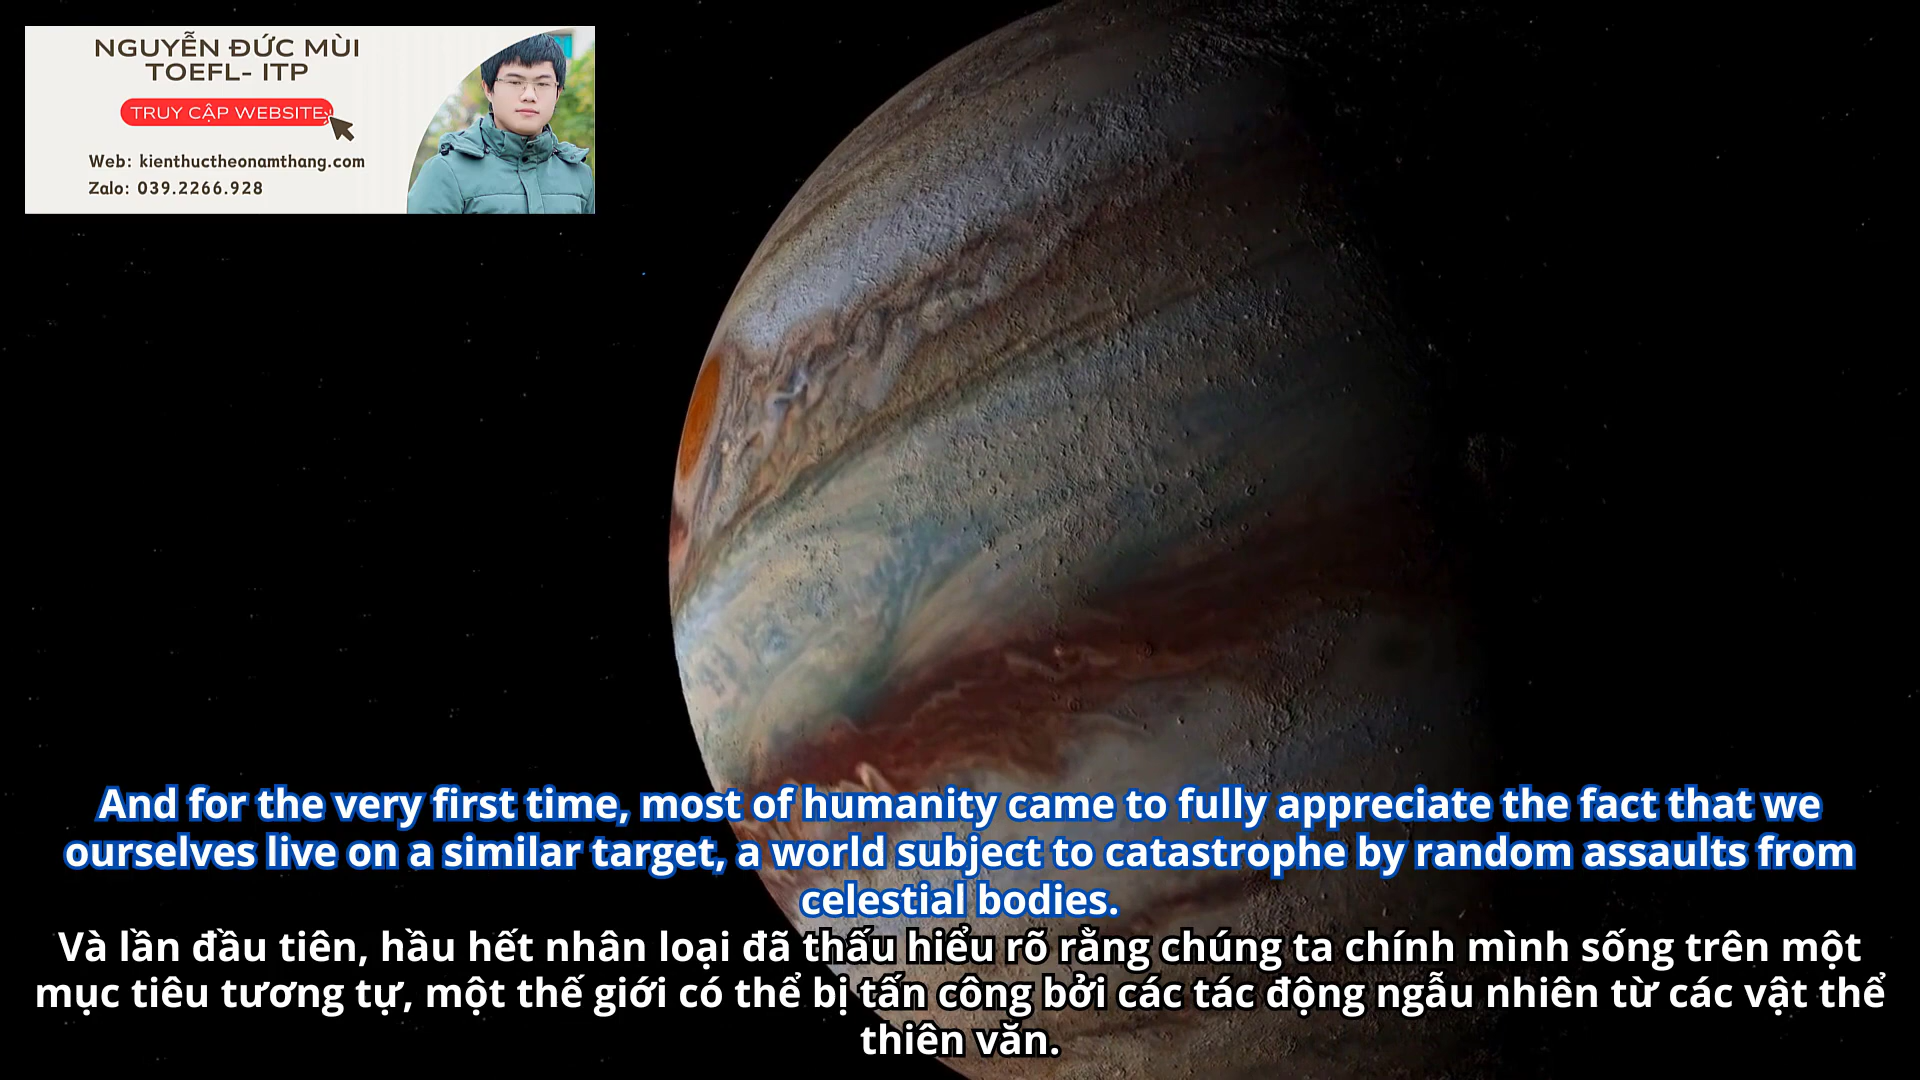 NGUYỄN ĐỨC MÙI
TOEFL- ITP
TRUY CẬP WEBSITE
Web: kienthuctheonamthang.com
Zalo: 039.2266.928
And for the very first time, most of humanity came to fully appreciate the fact that we
ourselves live on a similar target, a world subject to catastrophe by random assaults from
celestial bodies.
Và lần đầu tiên, hầu hết nhân loại đã thấu hiểu rõ rằng chúng ta chính mình sống trên một
mục tiêu tương tự, một thế giới có thể bị tấn công bởi các tác động ngẫu nhiên từ các vật thể
thiên văn.